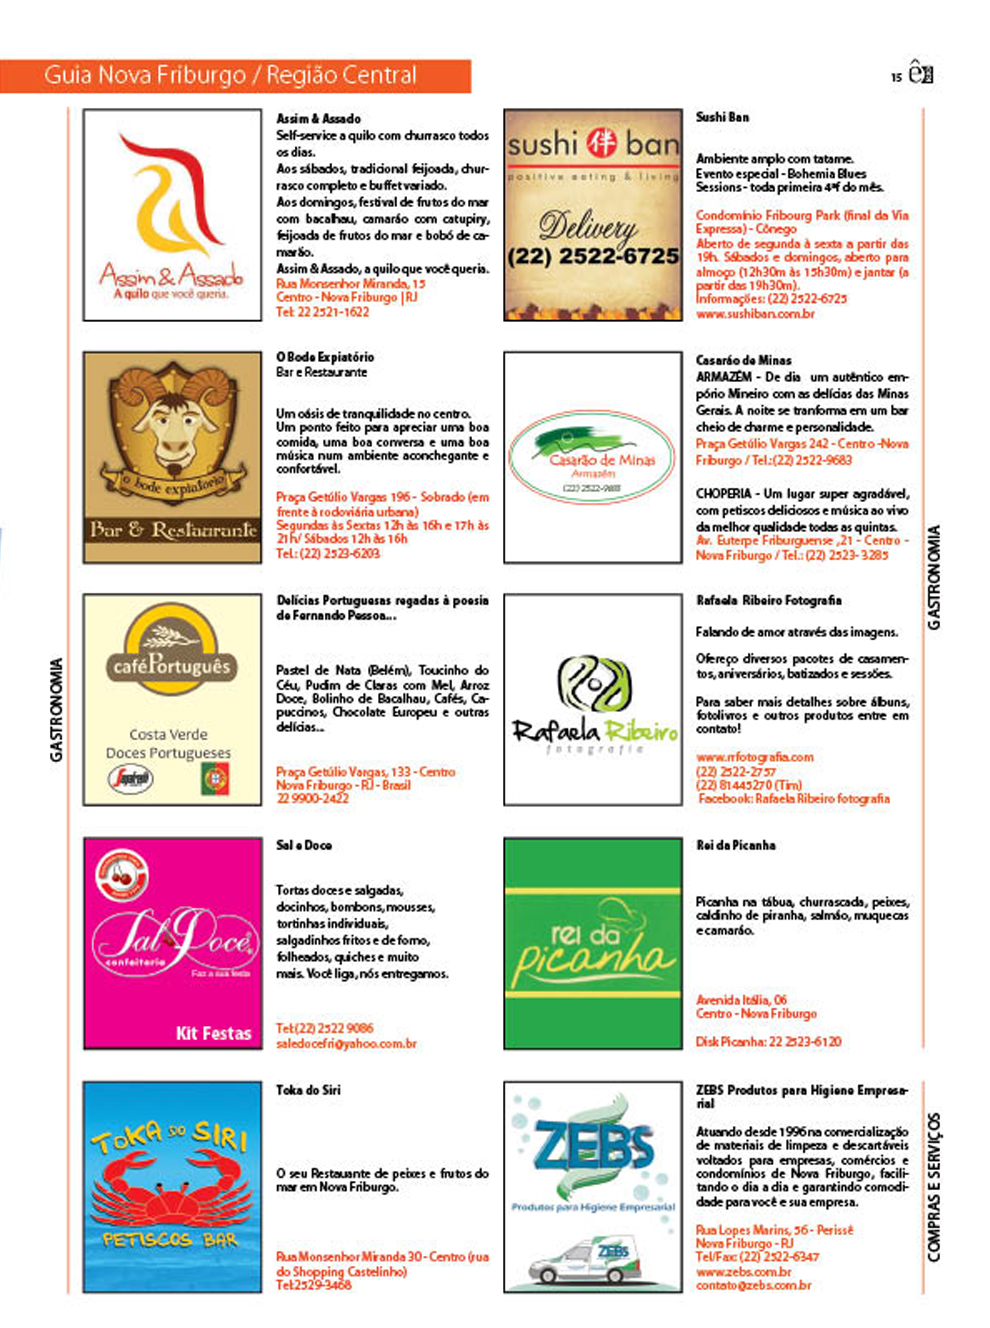 Guia Nova Friburgo / Região Central
15 ê
GASTRONOMIA
Assim & Assado
A quilo que você queria.
Assim & Assado
Self-service a quilo com churrasco todos
os dias.
Aos sábados, tradicional feijoada, chur-
rasco completo e buffet variado.
Aos domingos, festival de frutos do mar
com bacalhau, camarão com catupiry,
feijoada de frutos do mar e bobó de ca-
marão.
Assim & Assado, a quilo que você queria.
Rua Monsenhor Miranda, 15
Centro - Nova Friburgo | RJ
Tel: 22 2521-1622
o bode expiatório
Bar & Restaurante
O Bode Expiatório
Bar e Restaurante
Um oásis de tranquilidade no centro.
Um ponto feito para apreciar uma boa
comida, uma boa conversa e uma boa
música num ambiente aconchegante e
confortável.
Praça Getúlio Vargas 196 - Sobrado (em
frente à rodoviária urbana)
Segundas às Sextas 12h às 16h e 17h às
21h/ Sábados 12h às 16h
Tel.: (22) 2523-6203
caféPortuguês
Costa Verde
Doces Portugueses
Segafredo
Delícias Portuguesas regadas à poesia
de Fernando Pessoa...
Pastel de Nata (Belém), Toucinho do
Céu, Pudim de Claras com Mel, Arroz
Doce, Bolinho de Bacalhau, Cafés, Ca-
puccinos, Chocolate Europeu e outras
delícias...
Praça Getúlio Vargas, 133 - Centro
Nova Friburgo - RJ - Brasil
22 9900-2422
Sal e Doce
confeitaria
Faz a sua festa
Kit Festas
Sal e Doce
Tortas doces e salgadas,
docinhos, bombons, mousses,
tortinhas individuais,
salgadinhos fritos e de forno,
folheados, quiches e muito
mais. Você liga, nós entregamos.
Tel:(22) 2522 9086
saledocefri@yahoo.com.br
TOKA DO SIRI
PETISCOS BAR
Toka do Siri
O seu Restauante de peixes e frutos do
mar em Nova Friburgo.
Rua Monsenhor Miranda 30 - Centro (rua
do Shopping Castelinho)
Tel:2529-3468
sushi 伴 ban
positive eating & living
Delivery
(22) 2522-6725
Sushi Ban
Ambiente amplo com tatame.
Evento especial - Bohemia Blues
Sessions - toda primeira 4ªf do mês.
Condomínio Fribourg Park (final da Via
Expressa) - Cônego
Aberto de segunda à sexta a partir das
19h. Sábados e domingos, aberto para
almoço (12h30m às 15h30m) e jantar (a
partir das 19h30m).
Informações: (22) 2522-6725
www.sushiban.com.br
Casarão de Minas
Armazém
(22) 2522-9683
Casarão de Minas
ARMAZÉM - De dia um autêntico em-
pório Mineiro com as delícias das Minas
Gerais. A noite se tranforma em um bar
cheio de charme e personalidade.
Praça Getúlio Vargas 242 - Centro -Nova
Friburgo / Tel.:(22) 2522-9683
CHOPERIA - Um lugar super agradável,
com petiscos deliciosos e música ao vivo
da melhor qualidade todas as quintas.
Av. Euterpe Friburguense ,21 - Centro -
Nova Friburgo / Tel.: (22) 2523- 3285
Rafaela Ribeiro
fotografia
Rafaela Ribeiro Fotografia
Falando de amor através das imagens.
Ofereço diversos pacotes de casamen-
tos, aniversários, batizados e sessões.
Para saber mais detalhes sobre álbuns,
fotolivros e outros produtos entre em
contato!
www.rrfotografia.com
(22) 2522-2757
(22) 81445270 (Tim)
Facebook: Rafaela Ribeiro fotografia
rei da
picanha
Rei da Picanha
Picanha na tábua, churrascada, peixes,
caldinho de piranha, salmão, muquecas
e camarão.
Avenida Itália, 06
Centro - Nova Friburgo
Disk Picanha: 22 2523-6120
GASTRONOMIA
ZEBS
Produtos para Higiene Empresarial
ZEBS
ZEBS Produtos para Higiene Empresa-
rial
Atuando desde 1996 na comercialização
de materiais de limpeza e descartáveis
voltados para empresas, comércios e
condomínios de Nova Friburgo, facili-
tando o dia a dia e garantindo comodi-
dade para você e sua empresa.
Rua Lopes Marins, 56 - Perissê
Nova Friburgo - RJ
Tel/Fax: (22) 2522-6347
www.zebs.com.br
contato@zebs.com.br
COMPRAS E SERVIÇOS